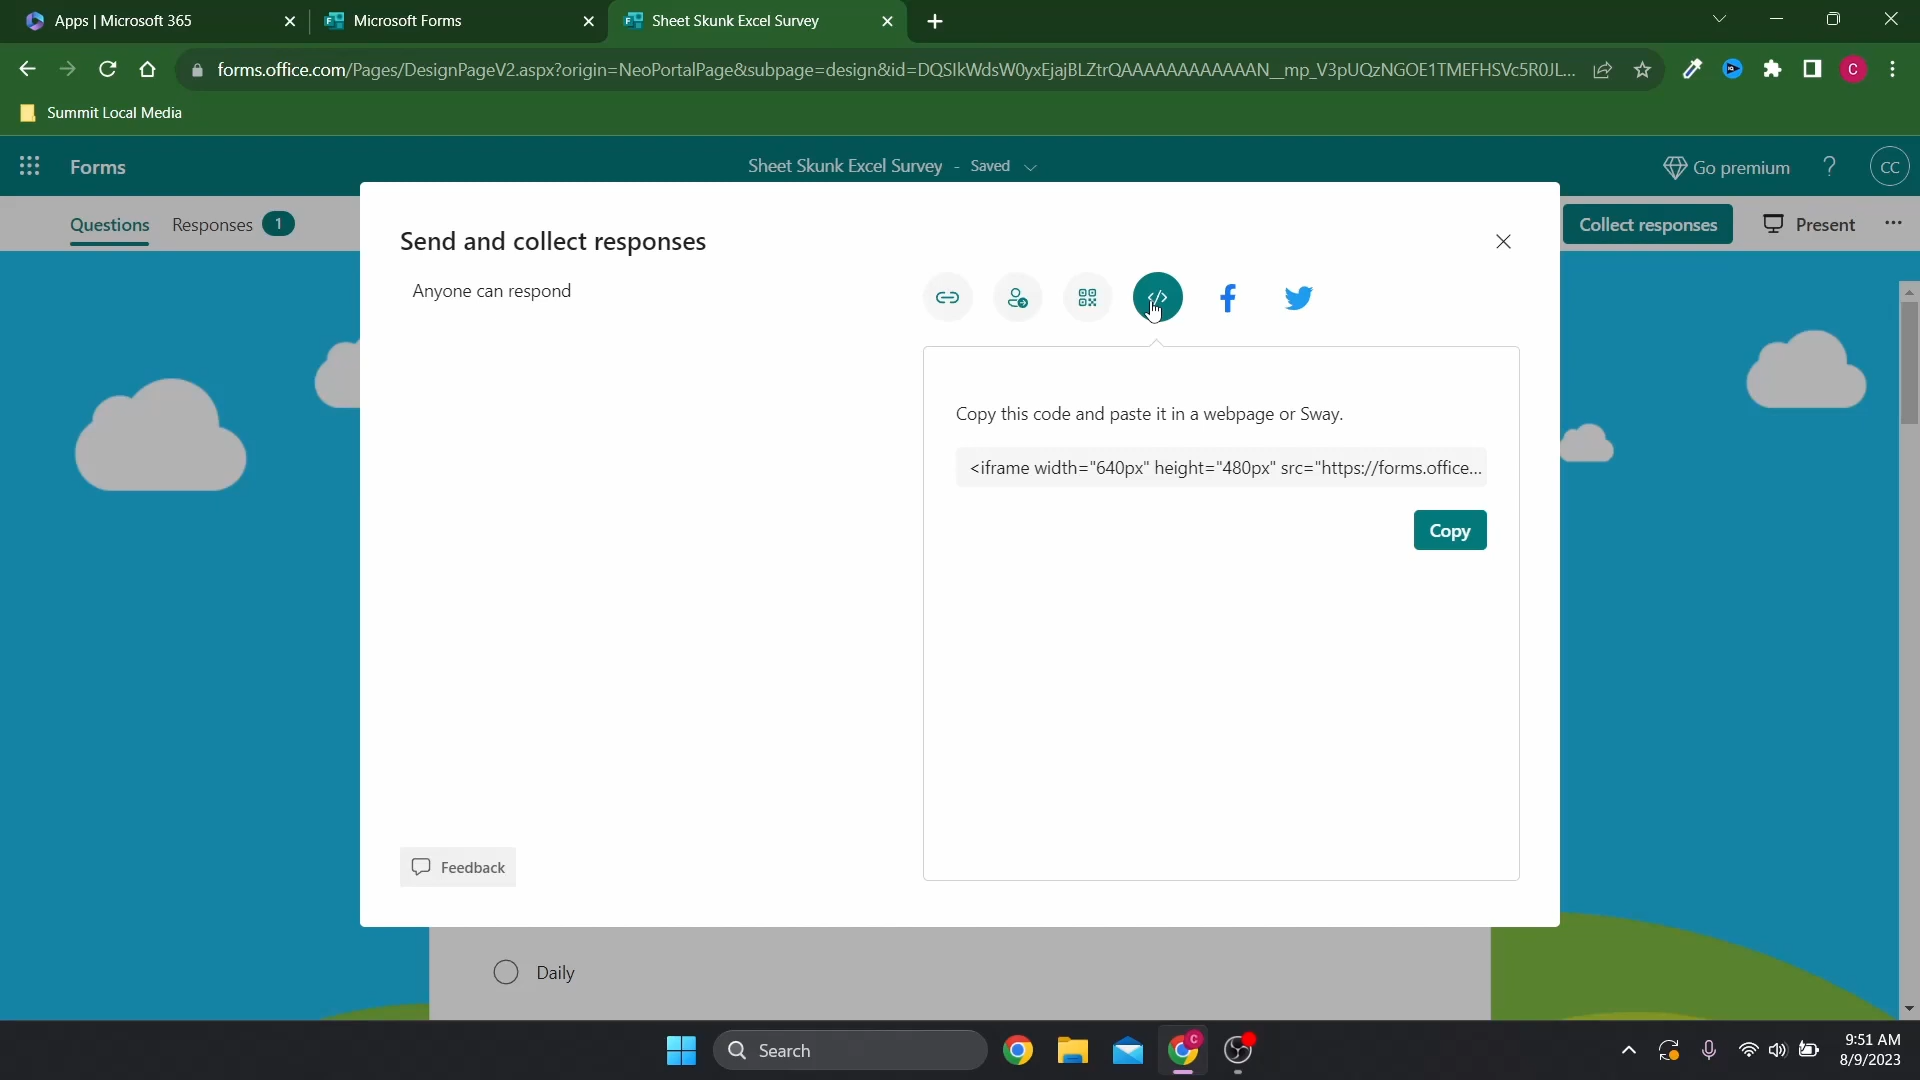 Apps | Microsoft 365
Microsoft Forms
Sheet Skunk Excel Survey
forms.office.com/Pages/DesignPageV2.aspx?origin=NeoPortalPage&subpage=design&id=DQSIkWdsW0yxEjajBLZtrQAAAAAAAAAAAAN__mp_V3pUQzNGOE1TMEFHSVc5R0JL...
C
Summit Local Media
Forms
Sheet Skunk Excel Survey - Saved
Go premium
?
CC
Questions
Responses 1
Collect responses
Present
Send and collect responses
Anyone can respond
Copy this code and paste it in a webpage or Sway.
<iframe width="640px" height="480px" src="https://forms.office...
Copy
Feedback
Daily
Search
C
9:51 AM
8/9/2023